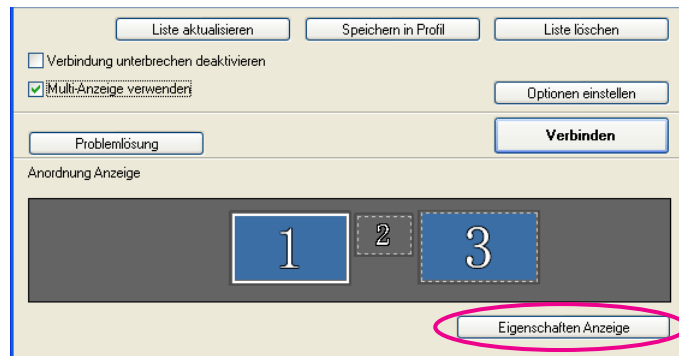 Liste aktualisieren Speichern in Profil Liste löschen
Verbindung unterbrechen deaktivieren
Multi-Anzeige verwenden
Optionen einstellen
Problemlösung Verbinden
Anordnung Anzeige
1 2 3
Eigenschaften Anzeige